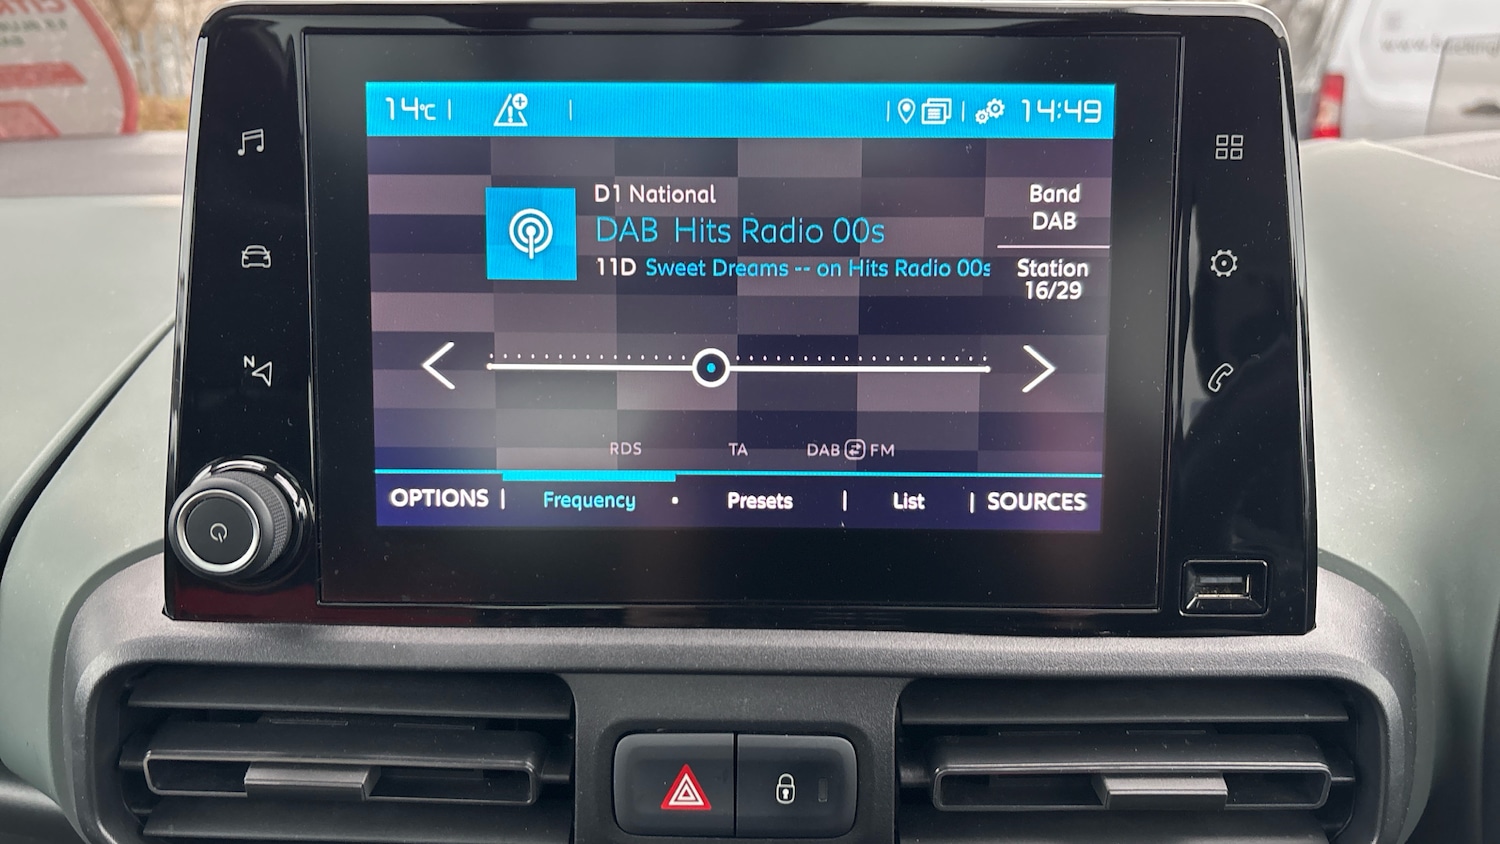 14°C
14:49
D1 National
DAB Hits Radio 00s
11D Sweet Dreams -- on Hits Radio 00s
Band
DAB
Station
16/29
N
RDS TA DAB FM
OPTIONS | Frequency • Presets | List | SOURCES